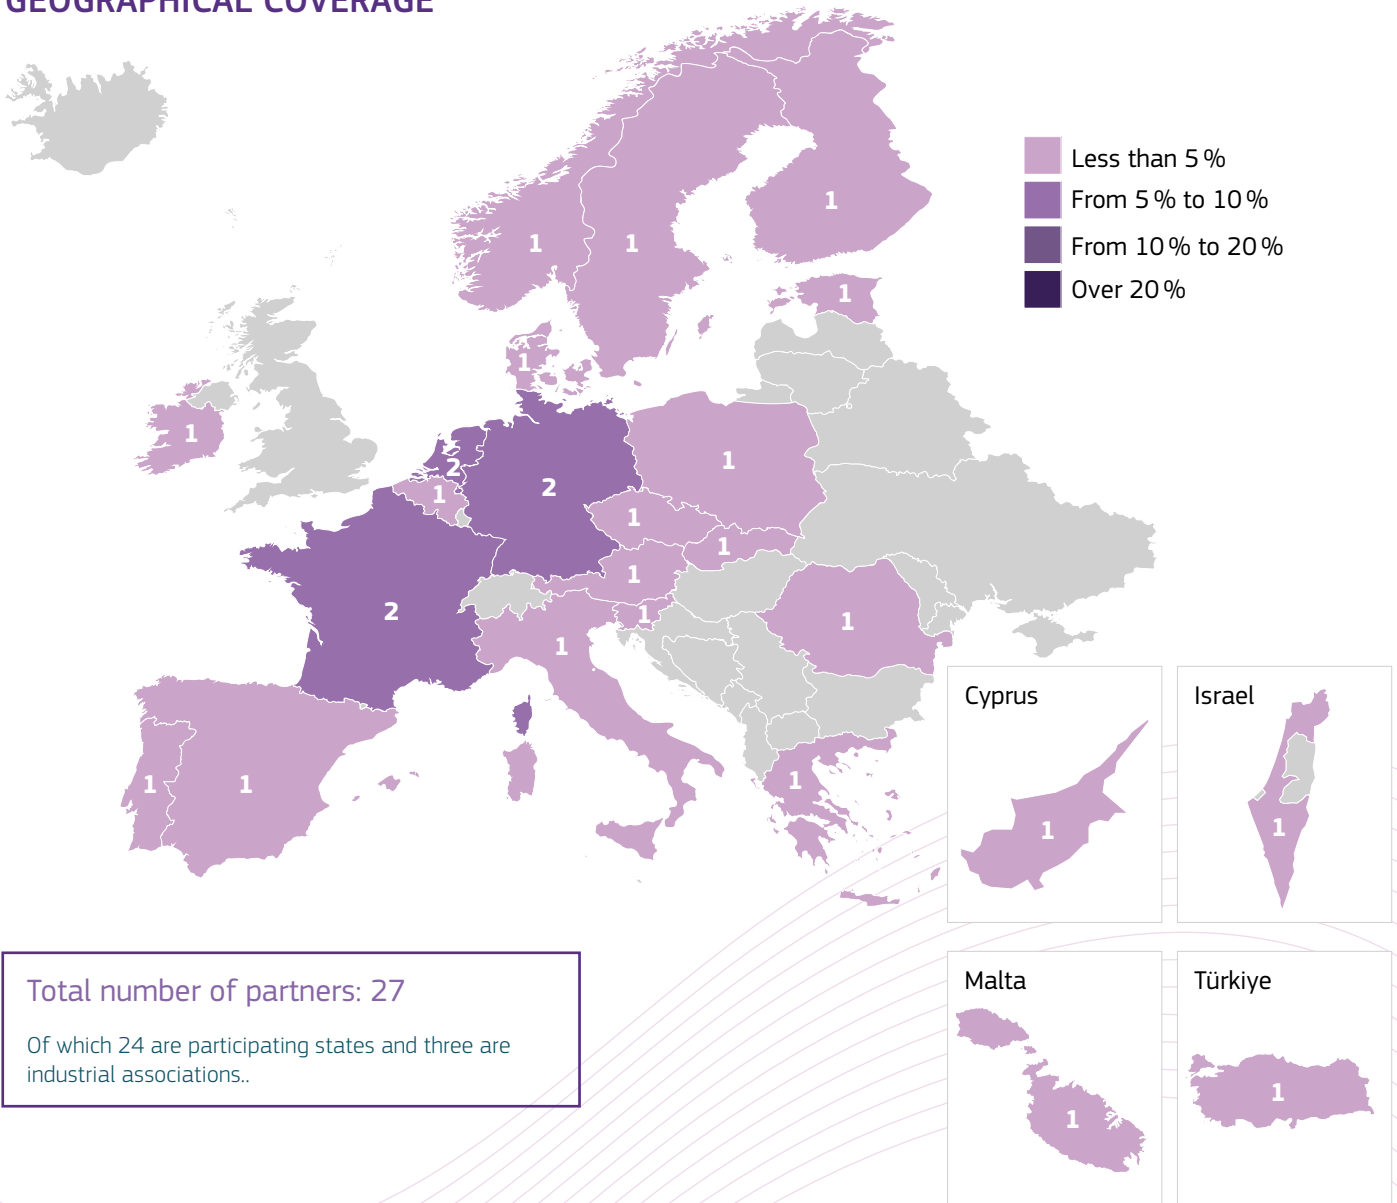 GEOGRAPHICAL COVERAGE
Less than 5 %
From 5 % to 10 %
From 10 % to 20 %
Over 20 %
1
1
1
1
1
1
2
1
2
1
1
1
1
2
1
1
1
1
1
1
Cyprus
1
Israel
1
Malta
1
Türkiye
1
Total number of partners: 27
Of which 24 are participating states and three are
industrial associations..